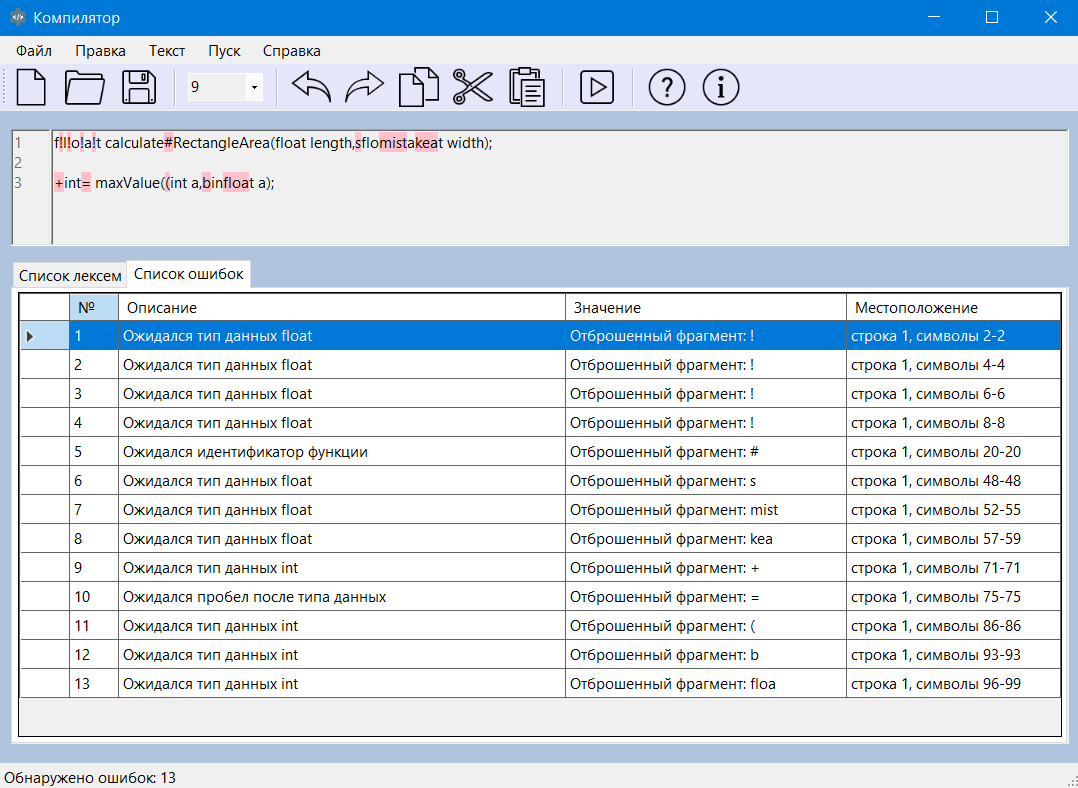 Компилятор
Файл Правка Текст Пуск Справка
9
1 f!l!o!a!t calculate#RectangleArea(float length,sflomistakeat width);
2
3 +int= maxValue((int a,binfloat a);
Список лексем Список ошибок
№ Описание Значение Местоположение
1 Ожидался тип данных float Отброшенный фрагмент: ! строка 1, символы 2-2
2 Ожидался тип данных float Отброшенный фрагмент: ! строка 1, символы 4-4
3 Ожидался тип данных float Отброшенный фрагмент: ! строка 1, символы 6-6
4 Ожидался тип данных float Отброшенный фрагмент: ! строка 1, символы 8-8
5 Ожидался идентификатор функции Отброшенный фрагмент: # строка 1, символы 20-20
6 Ожидался тип данных float Отброшенный фрагмент: s строка 1, символы 48-48
7 Ожидался тип данных float Отброшенный фрагмент: mist строка 1, символы 52-55
8 Ожидался тип данных float Отброшенный фрагмент: kea строка 1, символы 57-59
9 Ожидался тип данных int Отброшенный фрагмент: + строка 1, символы 71-71
10 Ожидался пробел после типа данных Отброшенный фрагмент: = строка 1, символы 75-75
11 Ожидался тип данных int Отброшенный фрагмент: ( строка 1, символы 86-86
12 Ожидался тип данных int Отброшенный фрагмент: b строка 1, символы 93-93
13 Ожидался тип данных int Отброшенный фрагмент: floa строка 1, символы 96-99
Обнаружено ошибок: 13